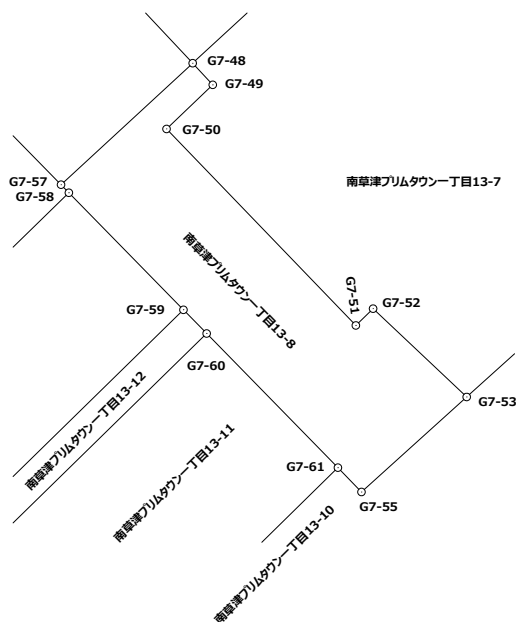 G7-48
G7-49
G7-50
G7-57
南草津プリムタウン一丁目13-7
G7-58
南草津プリムタウン一丁目13-8
G7-51
G7-52
G7-59
G7-60
南草津プリムタウン一丁目13-12
G7-53
南草津プリムタウン一丁目13-11
G7-61
G7-55
南草津プリムタウン一丁目13-10